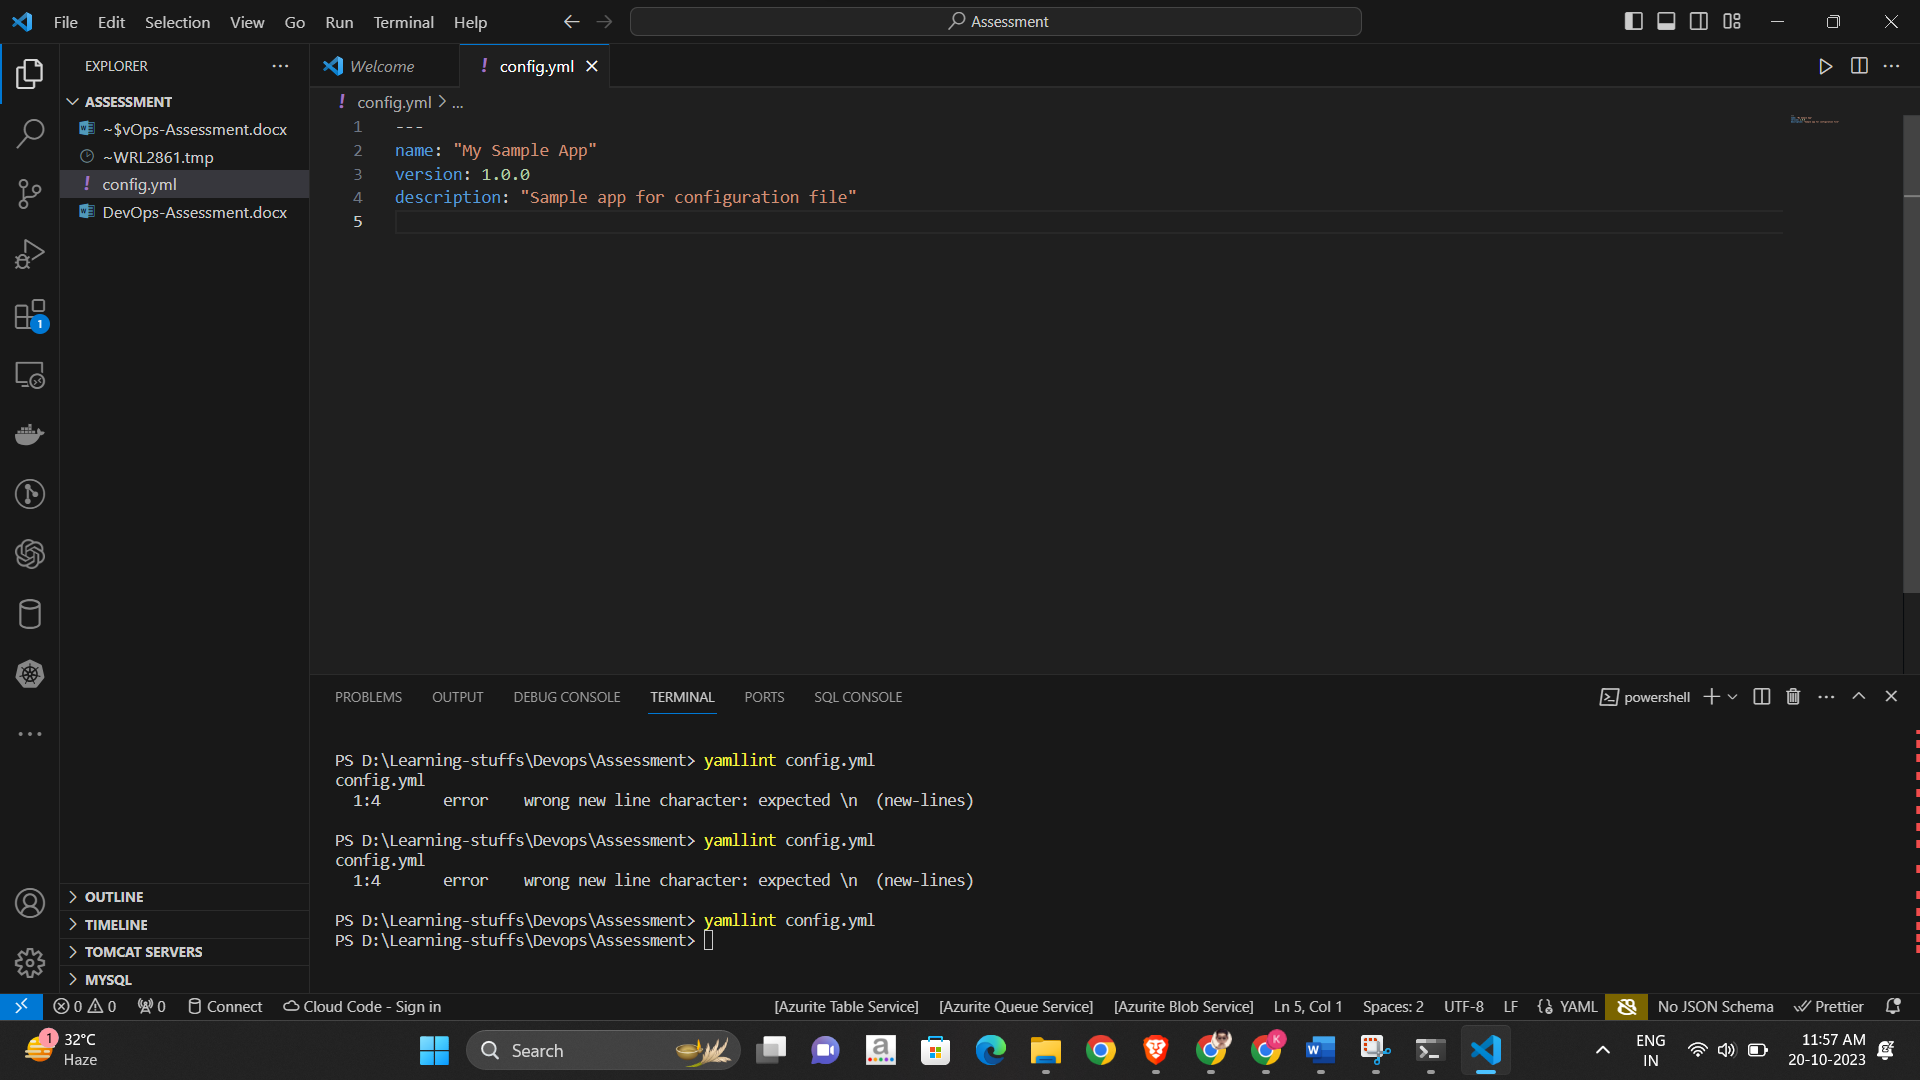 File Edit Selection View Go Run Terminal Help
Assessment
EXPLORER
Welcome
config.yml
ASSESSMENT
~$vOps-Assessment.docx
~WRL2861.tmp
config.yml
DevOps-Assessment.docx
config.yml > ...
1 ---
2 name: "My Sample App"
3 version: 1.0.0
4 description: "Sample app for configuration file"
5
1
OUTLINE
TIMELINE
TOMCAT SERVERS
MYSQL
PROBLEMS OUTPUT DEBUG CONSOLE TERMINAL PORTS SQL CONSOLE
powershell
PS D:\Learning-stuffs\Devops\Assessment> yamllint config.yml
config.yml
1:4 error wrong new line character: expected \n (new-lines)
PS D:\Learning-stuffs\Devops\Assessment> yamllint config.yml
config.yml
1:4 error wrong new line character: expected \n (new-lines)
PS D:\Learning-stuffs\Devops\Assessment> yamllint config.yml
PS D:\Learning-stuffs\Devops\Assessment>
0 0 0 Connect Cloud Code - Sign in [Azurite Table Service] [Azurite Queue Service] [Azurite Blob Service] Ln 5, Col 1 Spaces: 2 UTF-8 LF YAML No JSON Schema Prettier
1
32°C
Haze
Search
a
K
W
ENG
IN
11:57 AM
20-10-2023